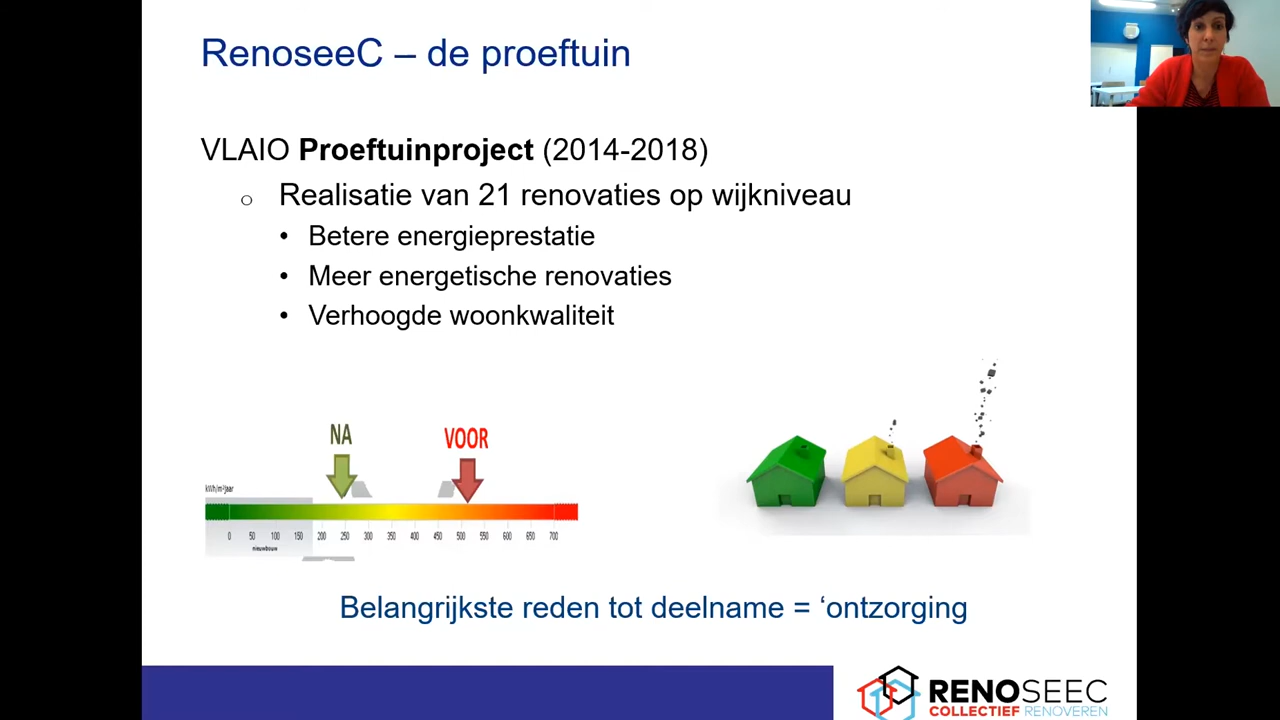 RenoseeC – de proeftuin
VLAIO Proeftuinproject (2014-2018)
o Realisatie van 21 renovaties op wijkniveau
• Betere energieprestatie
• Meer energetische renovaties
• Verhoogde woonkwaliteit
NA
VOOR
kWh/m²jaar
0 50 100 150 200 250 300 350 400 450 500 550 600 650 700
nieuwbouw
Belangrijkste reden tot deelname = ‘ontzorging
RENOSEEC
COLLECTIEF RENOVEREN